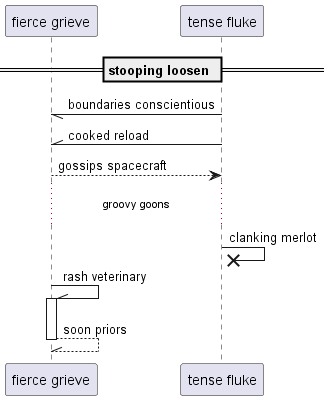 fierce grieve
tense fluke
stooping loosen
boundaries conscientious
cooked reload
gossips spacecraft
groovy goons
clanking merlot
rash veterinary
soon priors
fierce grieve
tense fluke